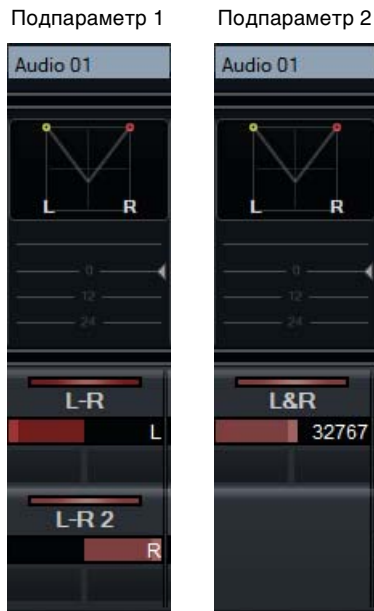 Подпараметр 1
Подпараметр 2
Audio 01
Audio 01
L R
L R
0
12
24
0
12
24
L-R
L
L-R 2
R
L&R
32767